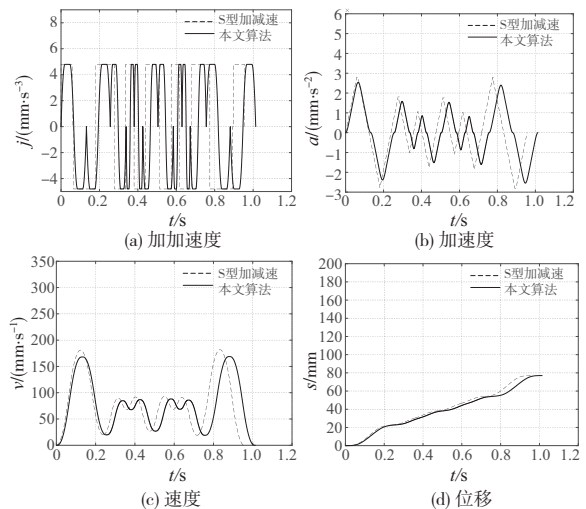 S型加减速
本文算法
j/(mm·s⁻³)
4
2
0
−2
−4
0 0.2 0.4 0.6 0.8 1.0 1.2
t/s
(a) 加加速度
S型加减速
本文算法
a/(mm·s⁻²)
6
5
4
3
2
1
0
−1
−2
−3
0 0.2 0.4 0.6 0.8 1.0 1.2
t/s
(b) 加速度
S型加减速
本文算法
v/(mm·s⁻¹)
350
300
250
200
150
100
50
0
0 0.2 0.4 0.6 0.8 1.0 1.2
t/s
(c) 速度
S型加减速
本文算法
s/mm
200
180
160
140
120
100
80
60
40
20
0
0 0.2 0.4 0.6 0.8 1.0 1.2
t/s
(d) 位移